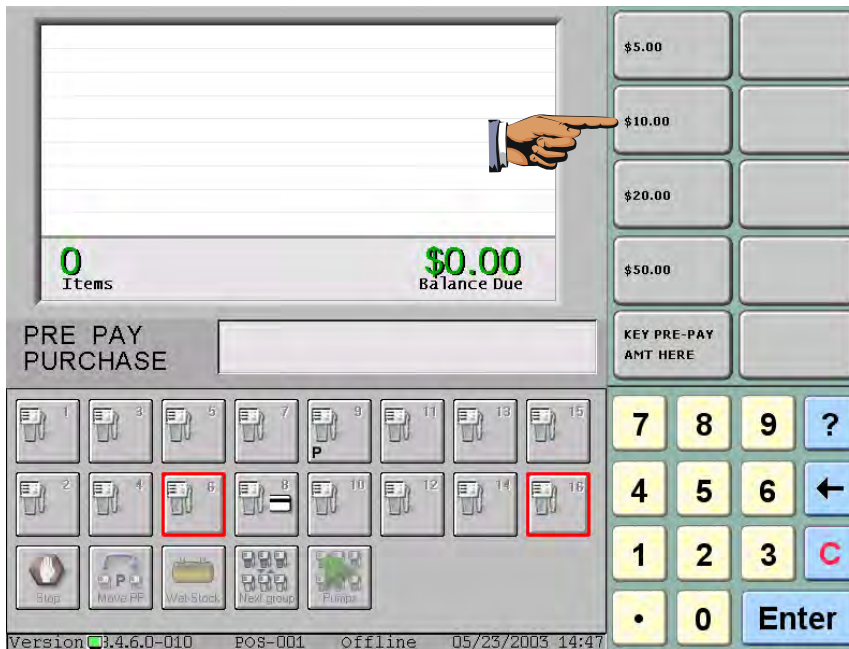 $5.00
$10.00
$20.00
0
Items
$0.00
Balance Due
$50.00
PRE PAY
PURCHASE
KEY PRE-PAY
AMT HERE
1 3 5 7 9 11 13 15
P
2 4 6 8 10 12 14 16
P
Stop Move PP Wet-Stock Next group Pumps
7 8 9 ?
4 5 6 ←
1 2 3 C
• 0 Enter
Version 3.4.6.0-010 POS-001 Offline 05/23/2003 14:47